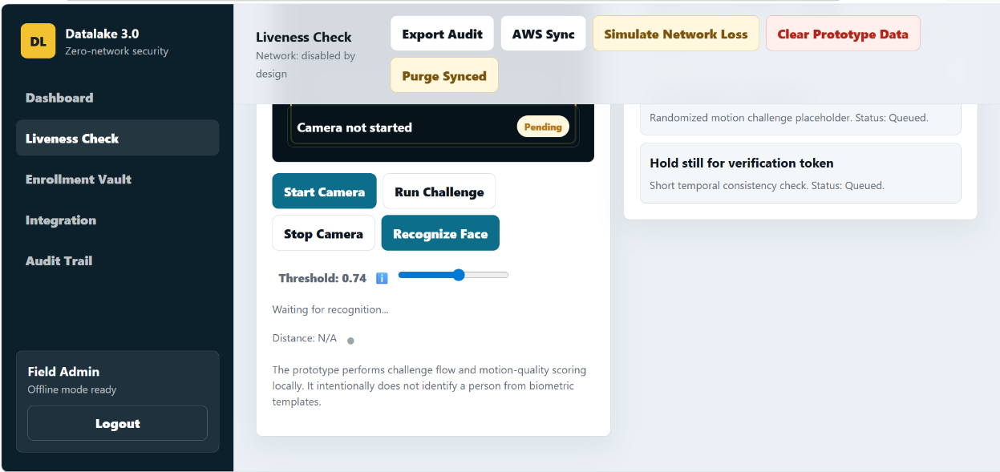 DL
Datalake 3.0
Zero-network security
Dashboard
Liveness Check
Enrollment Vault
Integration
Audit Trail
Field Admin
Offline mode ready
Logout
Liveness Check
Network: disabled by
design
Export Audit
AWS Sync
Simulate Network Loss
Clear Prototype Data
Purge Synced
Camera not started
Pending
Start Camera
Run Challenge
Stop Camera
Recognize Face
Threshold: 0.74 ℹ️
Waiting for recognition...
Distance: N/A
The prototype performs challenge flow and motion-quality scoring
locally. It intentionally does not identify a person from biometric
templates.
Randomized motion challenge placeholder. Status: Queued.
Hold still for verification token
Short temporal consistency check. Status: Queued.